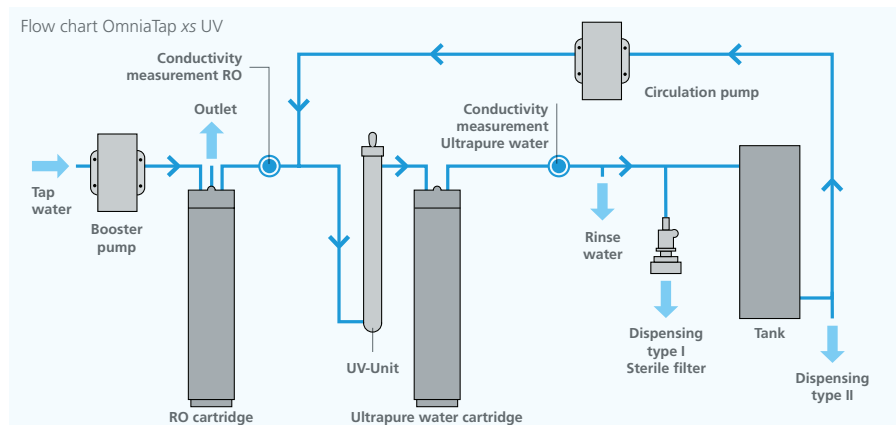 Flow chart OmniaTap xs UV
Conductivity
measurement RO
Outlet
Circulation pump
Conductivity
measurement
Ultrapure water
Tap
water
Booster
pump
Rinse
water
UV-Unit
Dispensing
type I
Sterile filter
Tank
Dispensing
type II
RO cartridge
Ultrapure water cartridge